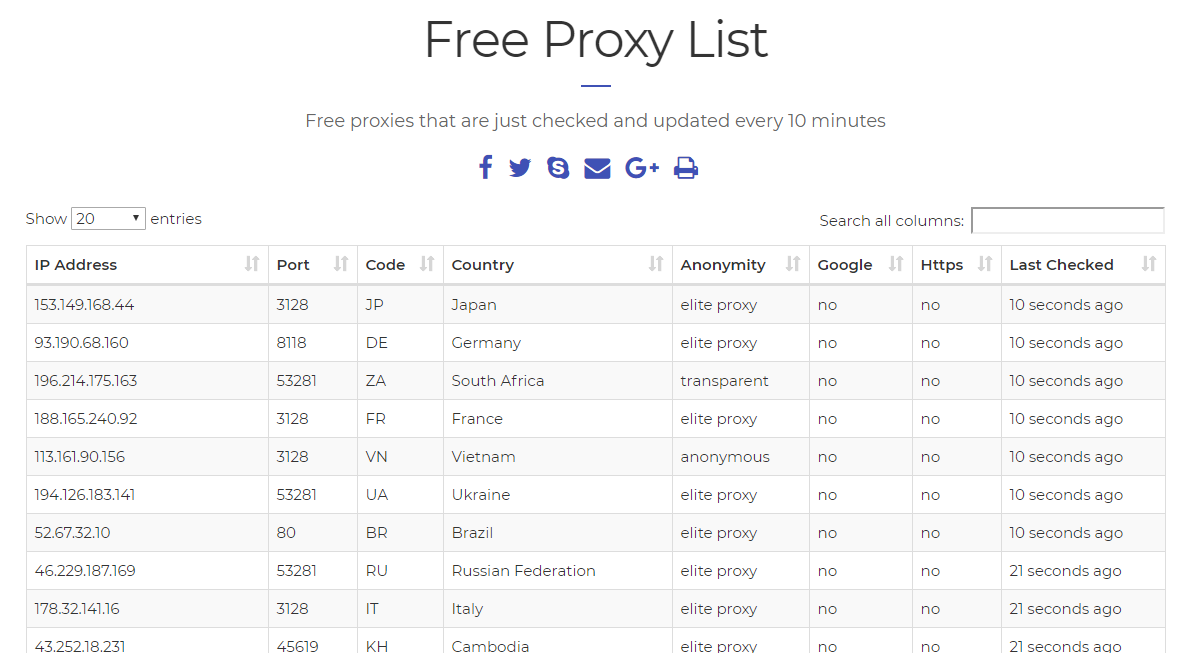 Free Proxy List
Free proxies that are just checked and updated every 10 minutes
Show 20 entries Search all columns:
IP Address Port Code Country Anonymity Google Https Last Checked
153.149.168.44 3128 JP Japan elite proxy no no 10 seconds ago
93.190.68.160 8118 DE Germany elite proxy no no 10 seconds ago
196.214.175.163 53281 ZA South Africa transparent no no 10 seconds ago
188.165.240.92 3128 FR France elite proxy no no 10 seconds ago
113.161.90.156 3128 VN Vietnam anonymous no no 10 seconds ago
194.126.183.141 53281 UA Ukraine elite proxy no no 10 seconds ago
52.67.32.10 80 BR Brazil elite proxy no no 10 seconds ago
46.229.187.169 53281 RU Russian Federation elite proxy no no 21 seconds ago
178.32.141.16 3128 IT Italy elite proxy no no 21 seconds ago
43.252.18.231 45619 KH Cambodia elite proxy no no 21 seconds ago